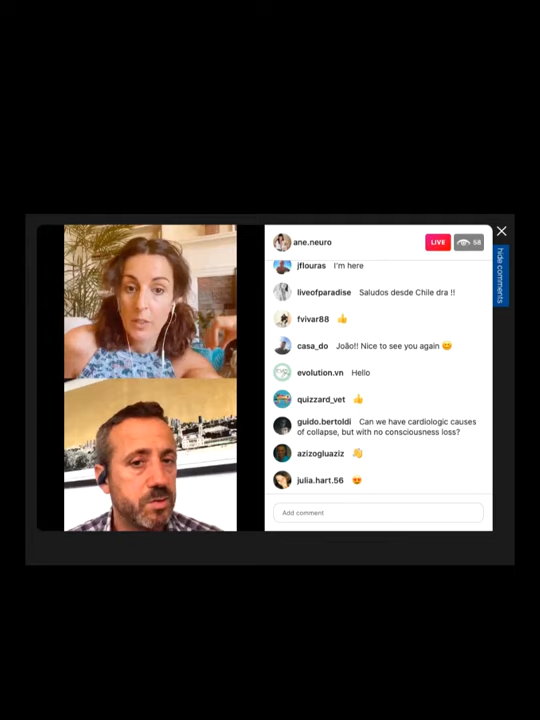 ane.neuro
LIVE
58
hide comments
jflouras I'm here
liveofparadise Saludos desde Chile dra !!
fvivar88 👍
casa_do João!! Nice to see you again 😊
evolution.vn Hello
quizzard_vet 👍
guido.bertoldi Can we have cardiologic causes
of collapse, but with no consciousness loss?
azizogluaziz 👋
julia.hart.56 😍
Add comment